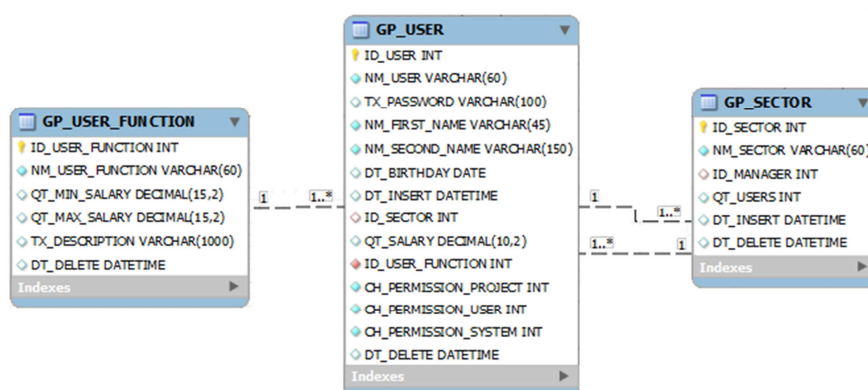 GP_USER_FUNCTION
ID_USER_FUNCTION INT
NM_USER_FUNCTION VARCHAR(60)
QT_MIN_SALARY DECIMAL(15,2)
QT_MAX_SALARY DECIMAL(15,2)
TX_DESCRIPTION VARCHAR(1000)
DT_DELETE DATETIME
Indexes
1
1..*
GP_USER
ID_USER INT
NM_USER VARCHAR(60)
TX_PASSWORD VARCHAR(100)
NM_FIRST_NAME VARCHAR(45)
NM_SECOND_NAME VARCHAR(150)
DT_BIRTHDAY DATE
DT_INSERT DATETIME
ID_SECTOR INT
QT_SALARY DECIMAL(10,2)
ID_USER_FUNCTION INT
CH_PERMISSION_PROJECT INT
CH_PERMISSION_USER INT
CH_PERMISSION_SYSTEM INT
DT_DELETE DATETIME
Indexes
1
1..*
1..*
1
GP_SECTOR
ID_SECTOR INT
NM_SECTOR VARCHAR(60)
ID_MANAGER INT
QT_USERS INT
DT_INSERT DATETIME
DT_DELETE DATETIME
Indexes